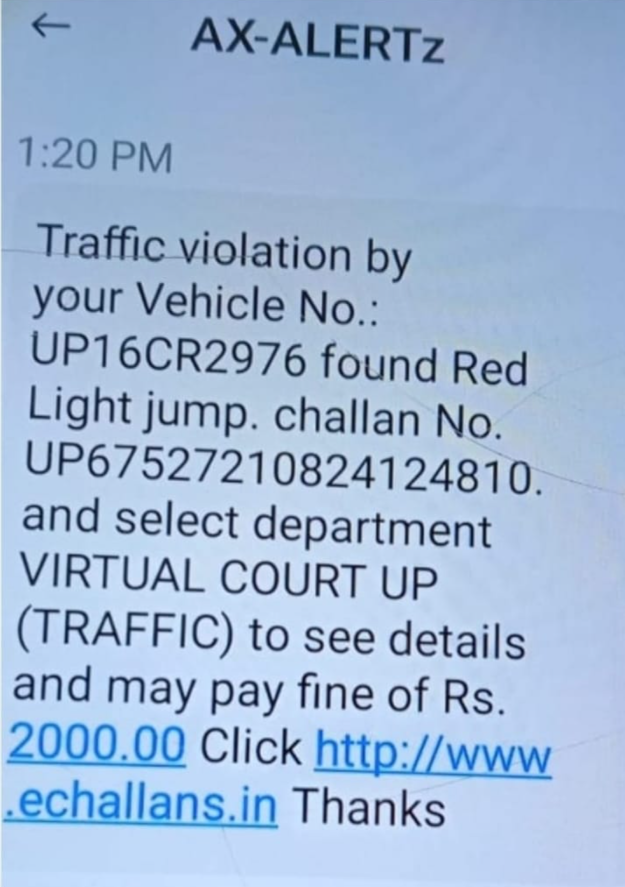 AX-ALERTz
1:20 PM
Traffic violation by
your Vehicle No.:
UP16CR2976 found Red
Light jump. challan No.
UP67527210824124810.
and select department
VIRTUAL COURT UP
(TRAFFIC) to see details
and may pay fine of Rs.
2000.00 Click http://www
.echallans.in Thanks